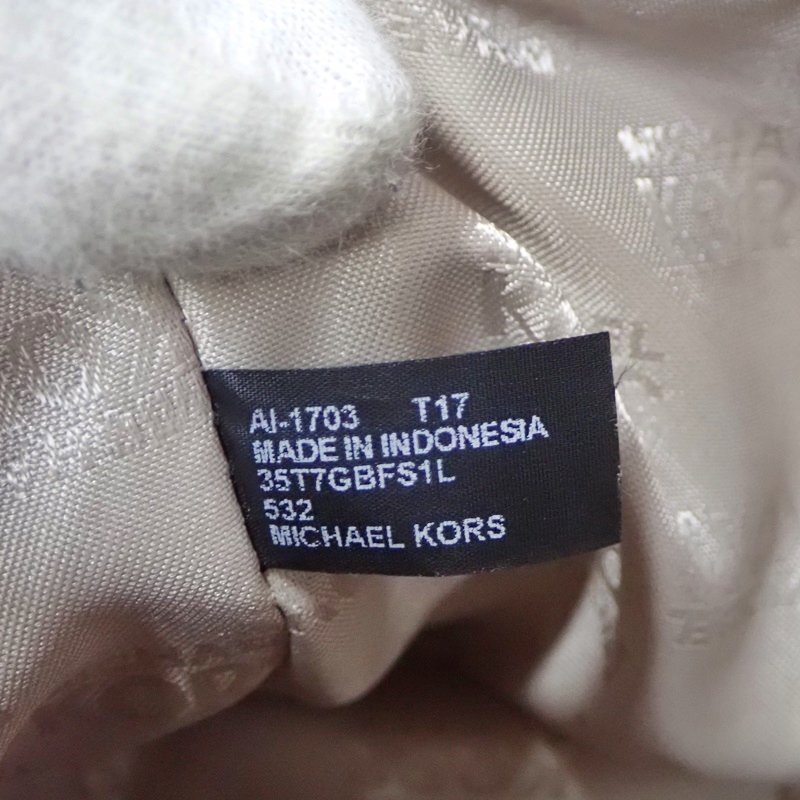 AI-1703 T17
MADE IN INDONESIA
35T7GBFS1L
532
MICHAEL KORS